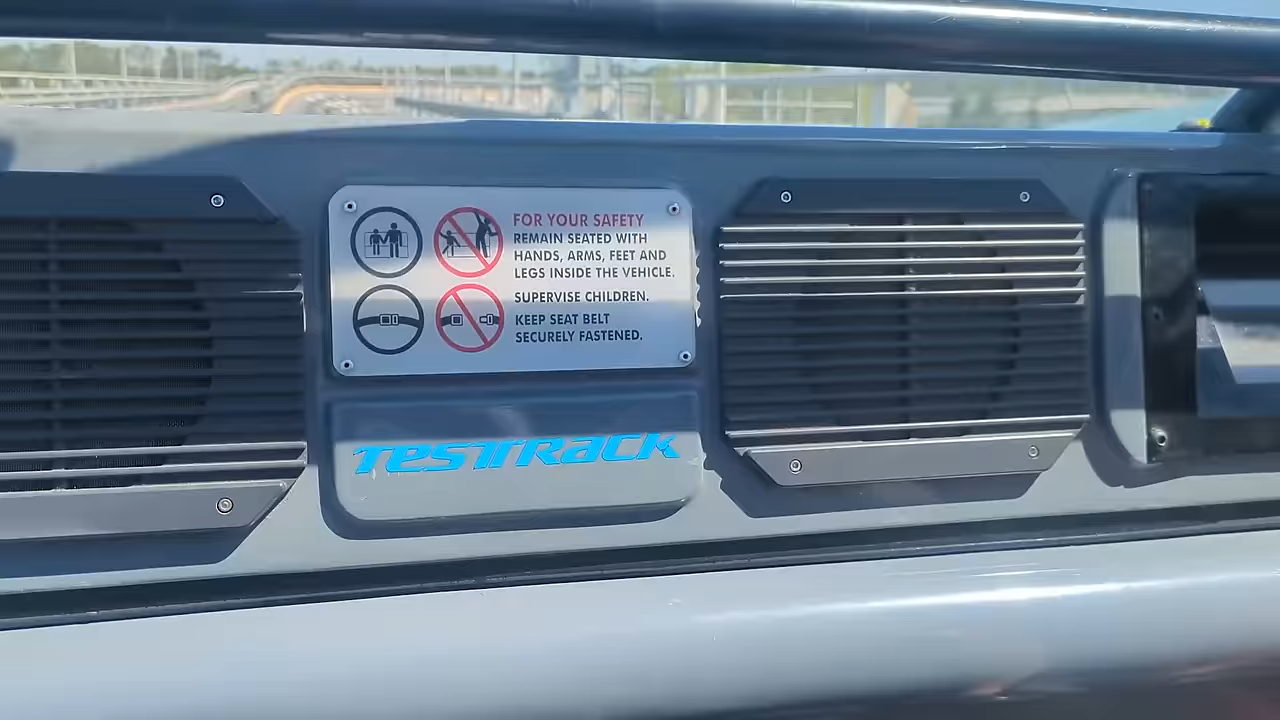 FOR YOUR SAFETY
REMAIN SEATED WITH
HANDS, ARMS, FEET AND
LEGS INSIDE THE VEHICLE.
SUPERVISE CHILDREN.
KEEP SEAT BELT
SECURELY FASTENED.
TESTTRACK